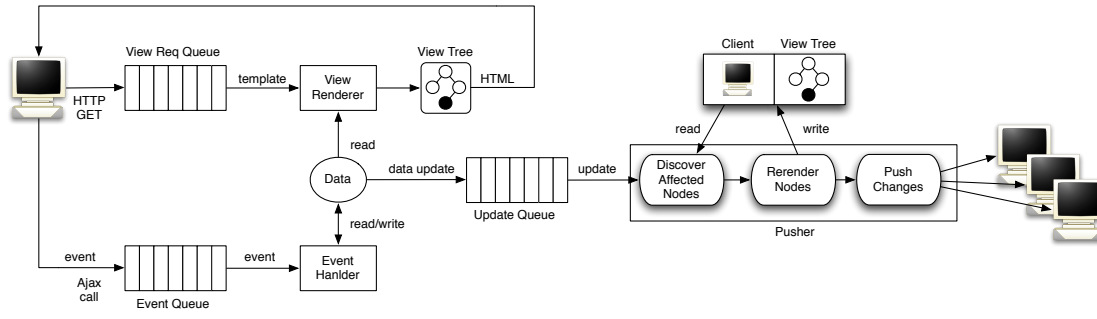 View Req Queue
template
View
Renderer
View Tree
HTML
HTTP
GET
read
Data
data update
Update Queue
update
read/write
event
Ajax
call
Event Queue
event
Event
Hanlder
Client
View Tree
read
write
Discover
Affected
Nodes
Rerender
Nodes
Push
Changes
Pusher